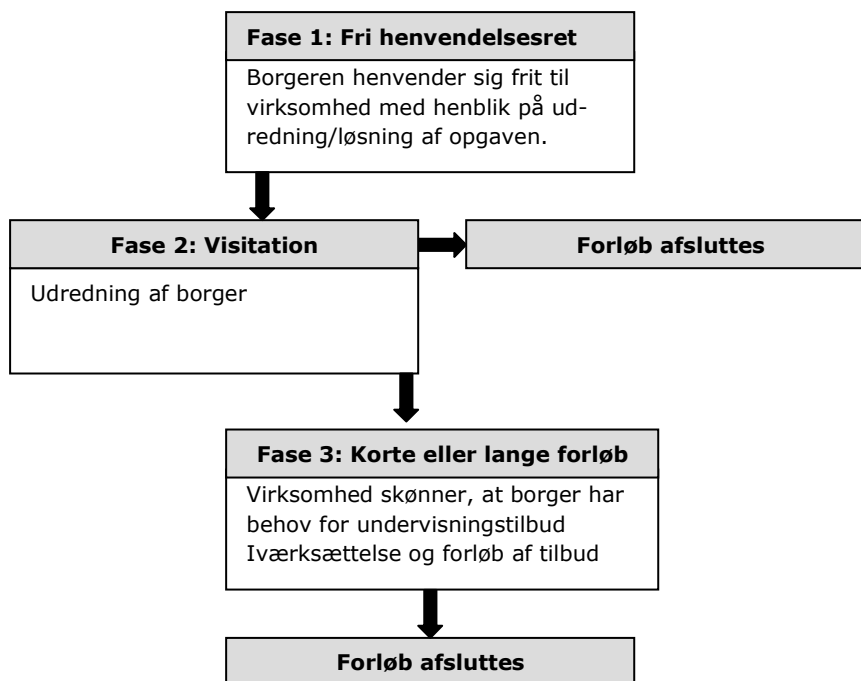 Fase 1: Fri henvendelsesret
Borgeren henvender sig frit til
virksomhed med henblik på ud-
redning/løsning af opgaven.
Fase 2: Visitation
Forløb afsluttes
Udredning af borger
Fase 3: Korte eller lange forløb
Virksomhed skønner, at borger har
behov for undervisningstilbud
Iværksættelse og forløb af tilbud
Forløb afsluttes